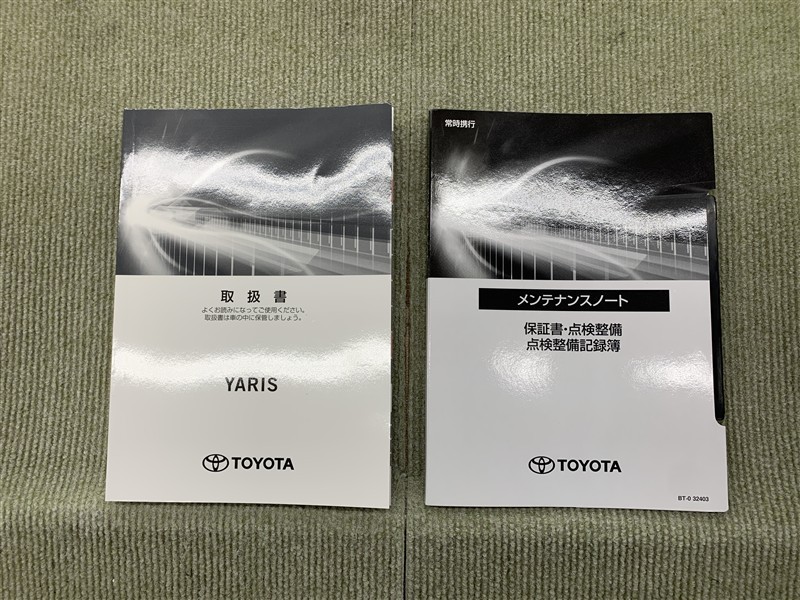 取扱書
よくお読みになってご使用ください。
取扱書は車の中に保管しましょう。
YARIS
TOYOTA
常時携行
メンテナンスノート
保証書・点検整備
点検整備記録簿
TOYOTA
BT-0 32403